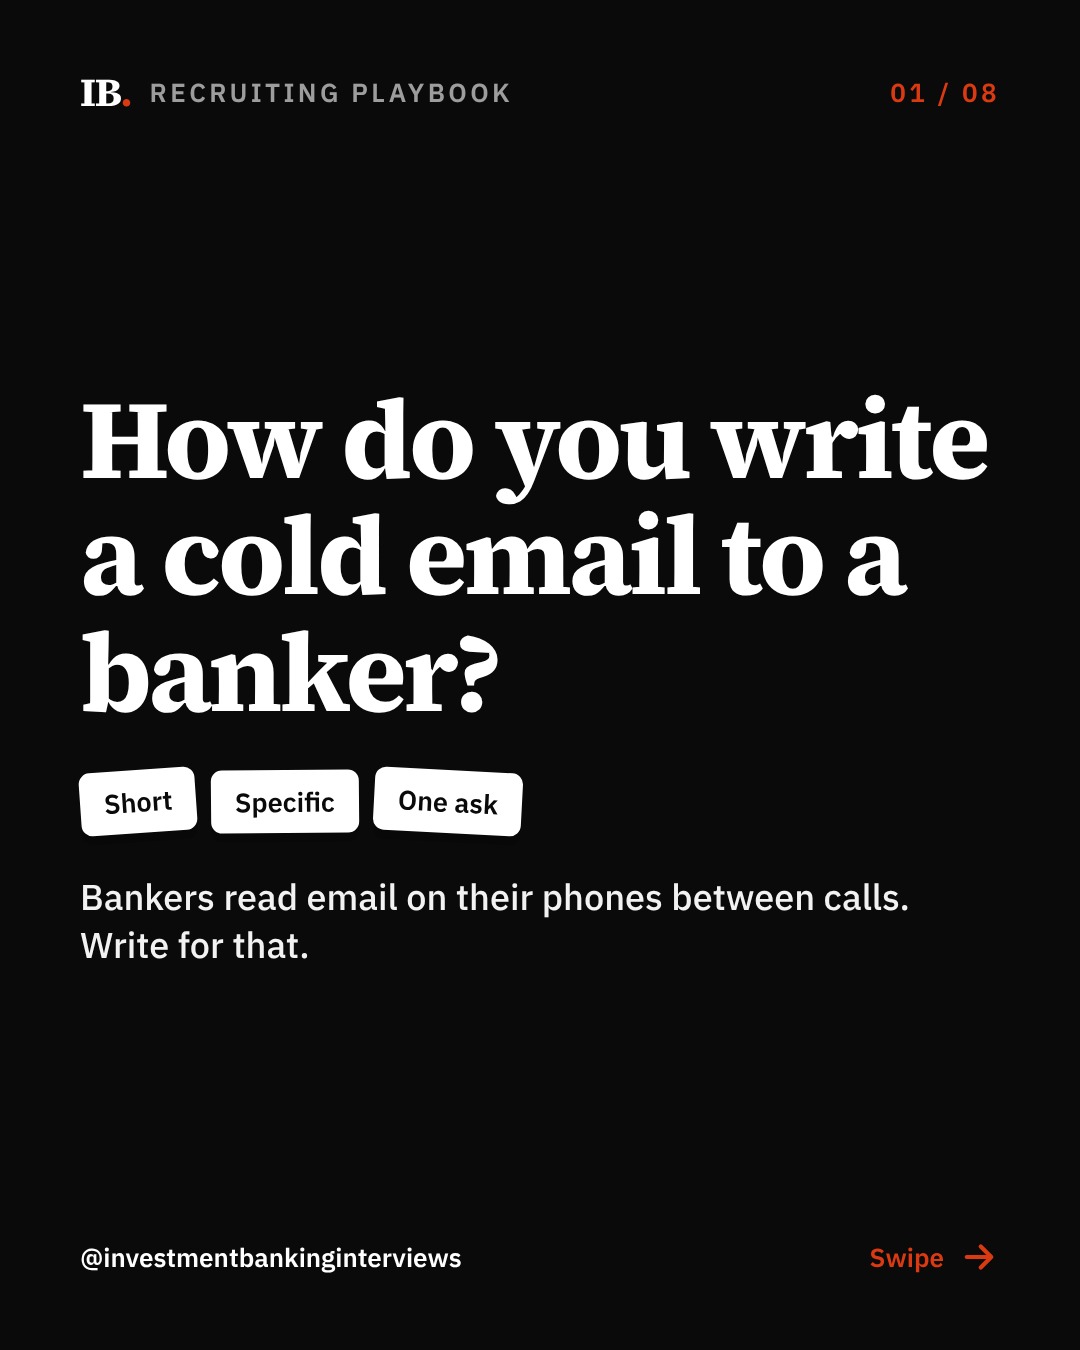 IB. RECRUITING PLAYBOOK
01 / 08
How do you write
a cold email to a
banker?
Short
Specific
One ask
Bankers read email on their phones between calls.
Write for that.
@investmentbankinginterviews
Swipe →